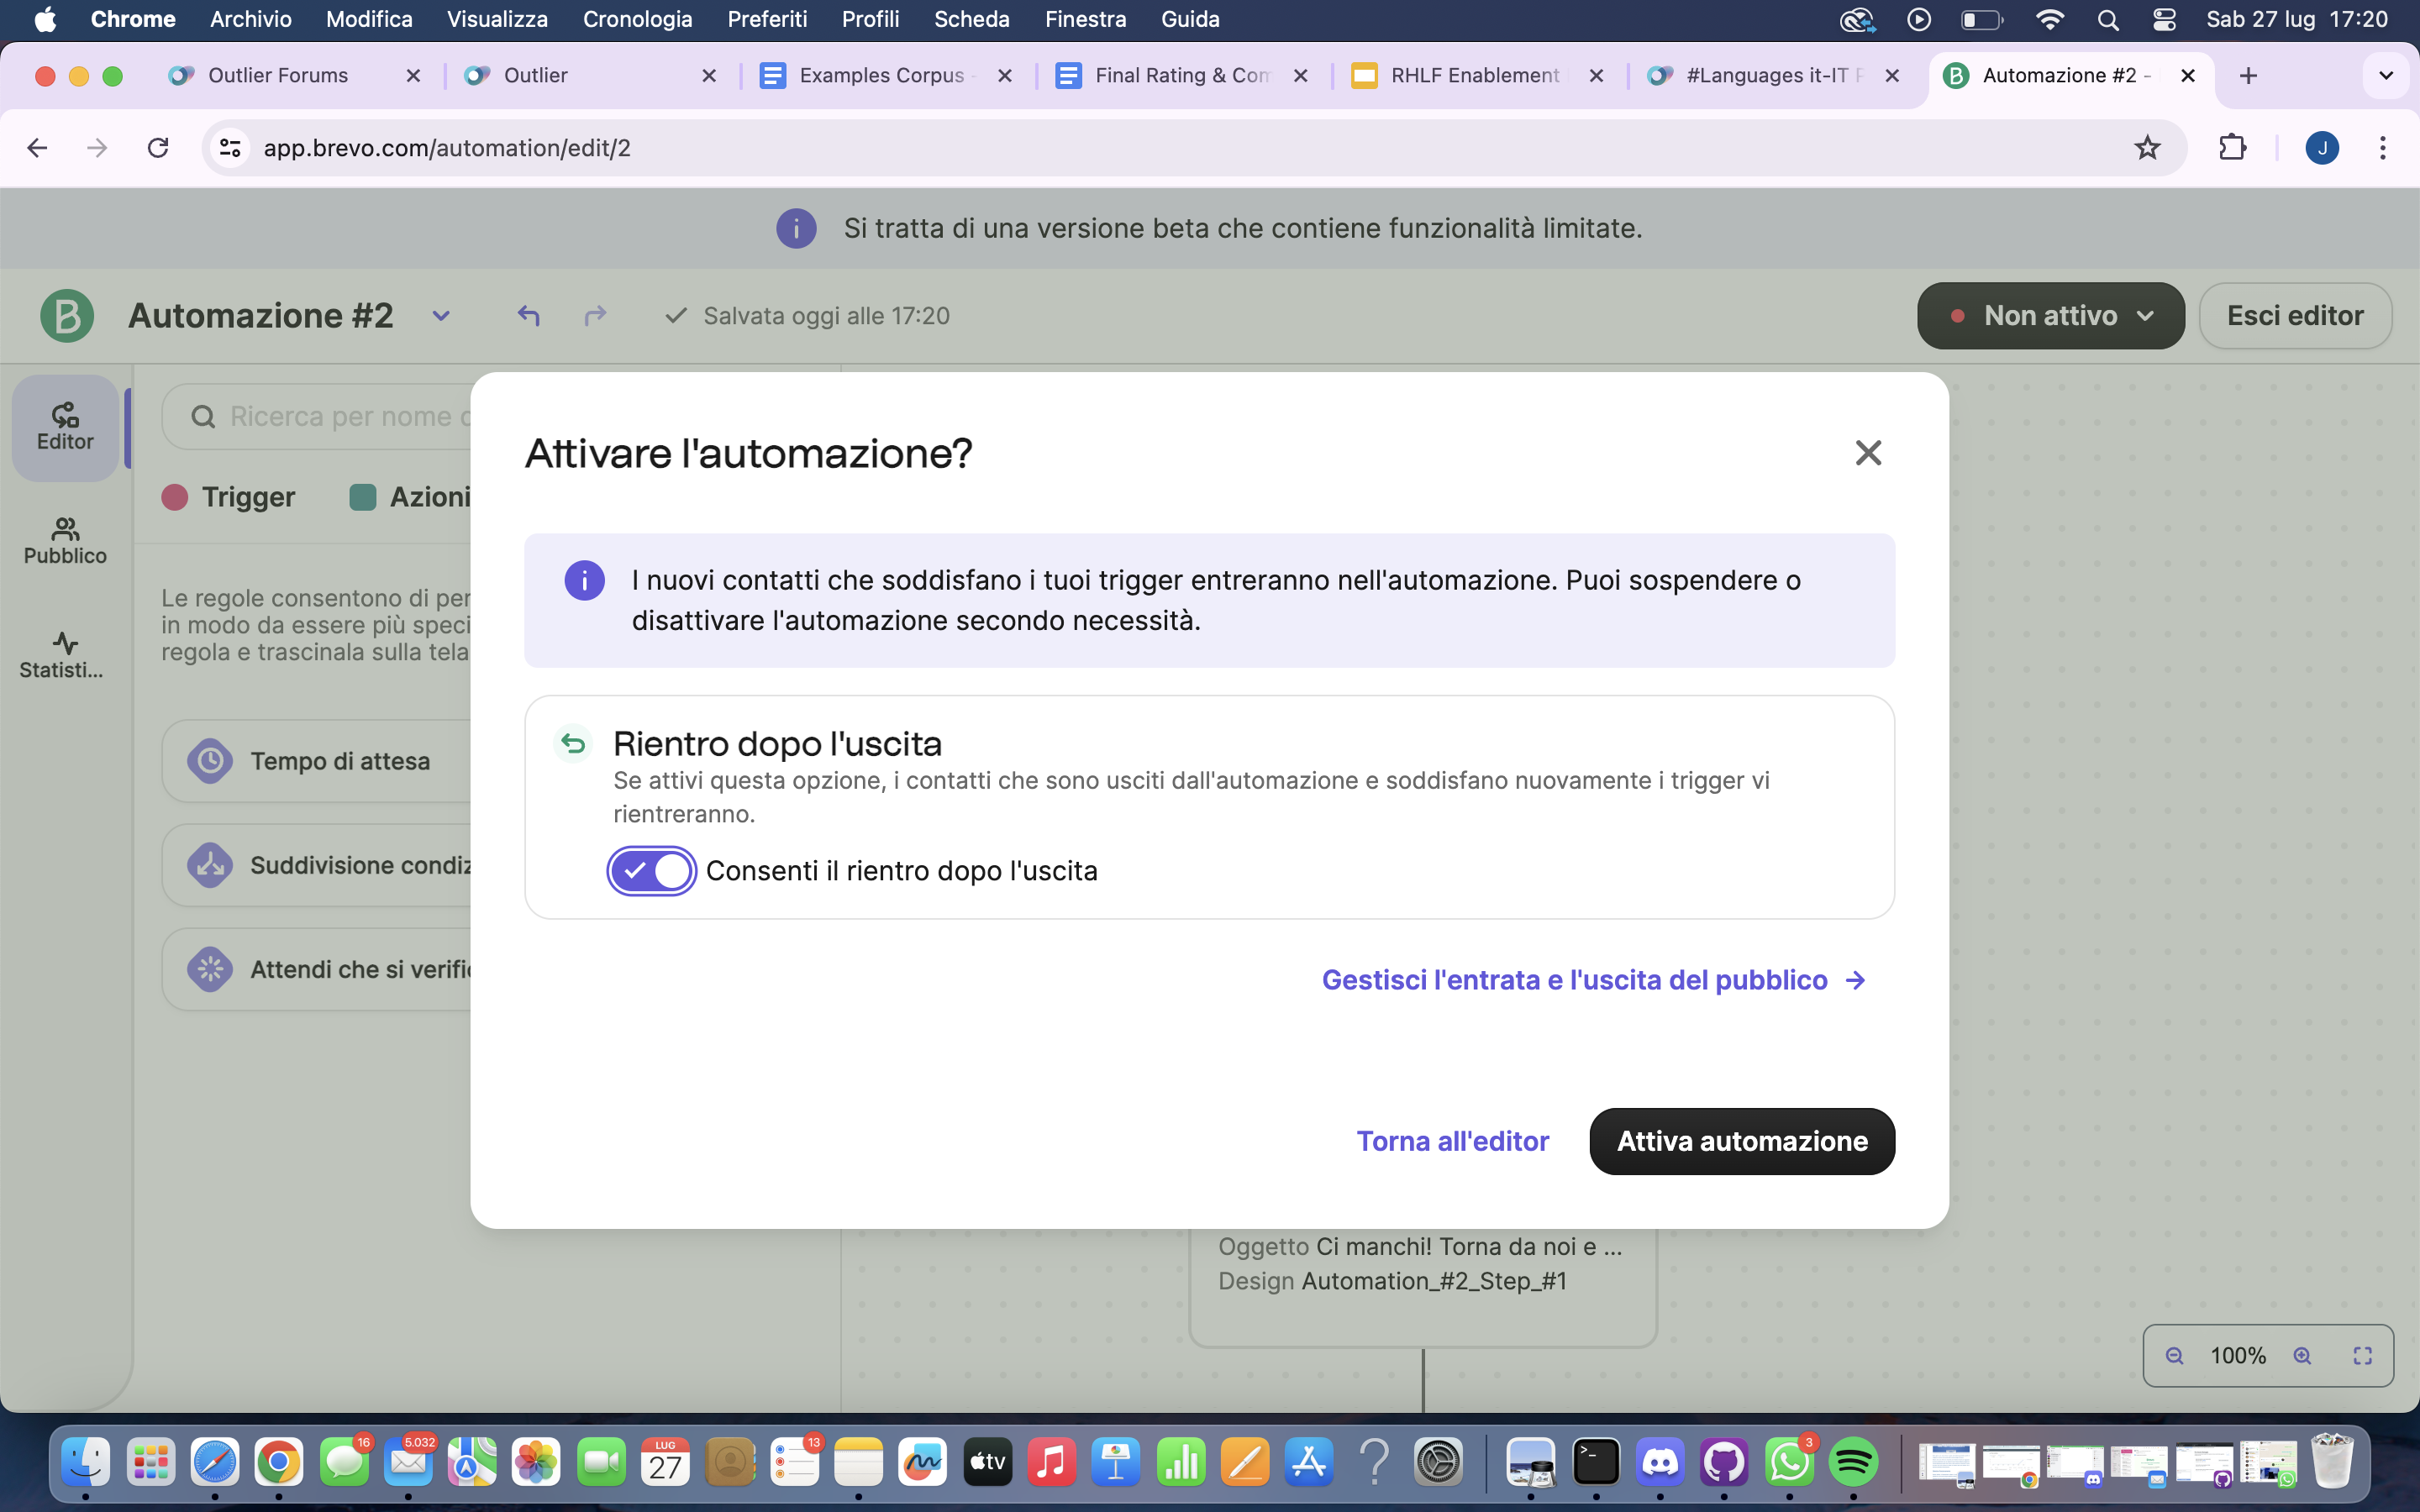 Chrome Archivio Modifica Visualizza Cronologia Preferiti Profili Scheda Finestra Guida Sab 27 lug 17:20
Outlier Forums Outlier Examples Corpus - Final Rating & Con RHLF Enablement #Languages it-IT Automazione #2 -
app.brevo.com/automation/edit/2 J
Si tratta di una versione beta che contiene funzionalità limitate.
B Automazione #2 Salvata oggi alle 17:20 Non attivo Esci editor
Editor
Pubblico
Statisti...
Ricerca per nome
Trigger Azioni
Le regole consentono di per
in modo da essere più speci
regola e trascinala sulla tela
Tempo di attesa
Suddivisione condiz
Attendi che si verific
Attivare l'automazione?
I nuovi contatti che soddisfano i tuoi trigger entreranno nell'automazione. Puoi sospendere o
disattivare l'automazione secondo necessità.
Rientro dopo l'uscita
Se attivi questa opzione, i contatti che sono usciti dall'automazione e soddisfano nuovamente i trigger vi
rientreranno.
Consenti il rientro dopo l'uscita
Gestisci l'entrata e l'uscita del pubblico
Torna all'editor Attiva automazione
Oggetto Ci manchi! Torna da noi e ...
Design Automation_#2_Step_#1
100%
16 5.032 LUG 27 13 tv 3